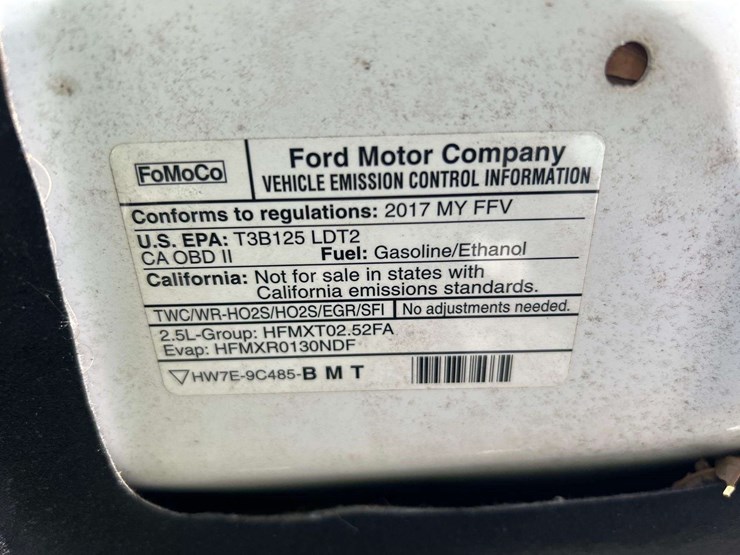 FoMoCo
Ford Motor Company
VEHICLE EMISSION CONTROL INFORMATION
Conforms to regulations: 2017 MY FFV
U.S. EPA: T3B125 LDT2
CA OBD II Fuel: Gasoline/Ethanol
California: Not for sale in states with
California emissions standards.
TWC/WR-HO2S/HO2S/EGR/SFI No adjustments needed.
2.5L-Group: HFMXT02.52FA
Evap: HFMXR0130NDF
HW7E-9C485-B M T